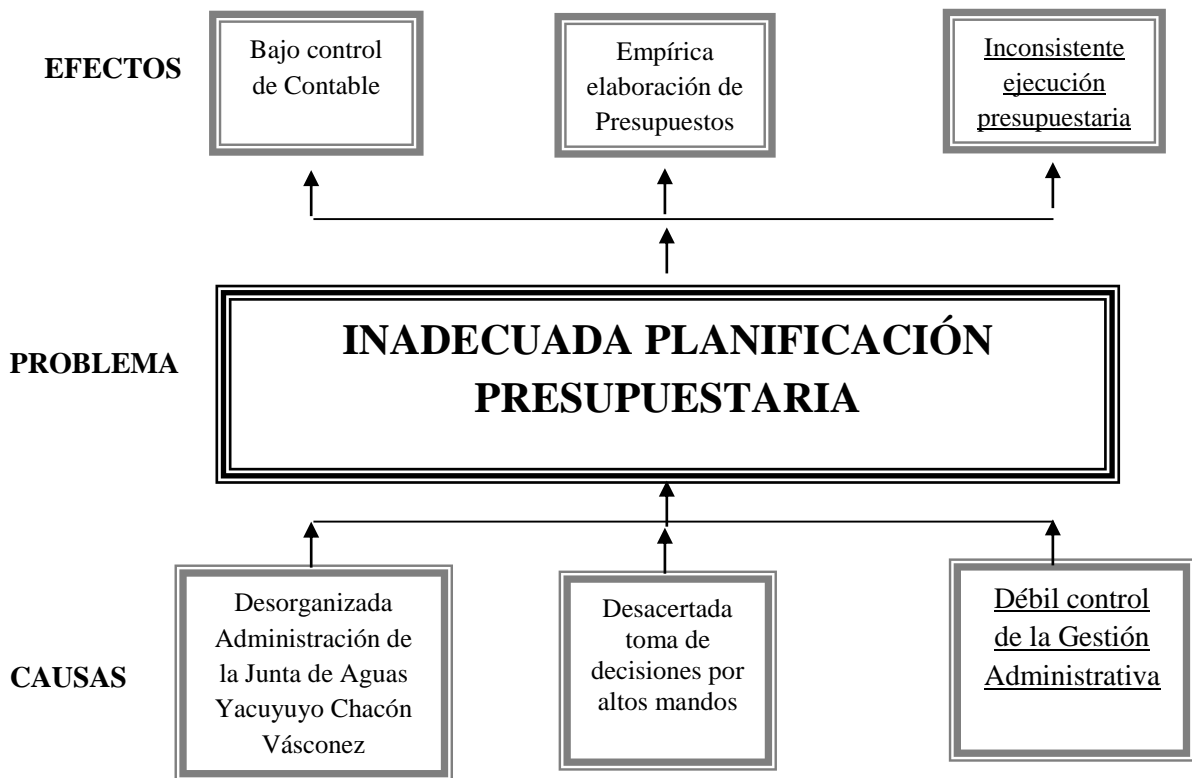 EFECTOS
Bajo control
de Contable
Empírica
elaboración de
Presupuestos
Inconsistente
ejecución
presupuestaria
PROBLEMA
INADECUADA PLANIFICACIÓN
PRESUPUESTARIA
CAUSAS
Desorganizada
Administración de
la Junta de Aguas
Yacuyuyo Chacón
Vásconez
Desacertada
toma de
decisiones por
altos mandos
Débil control
de la Gestión
Administrativa